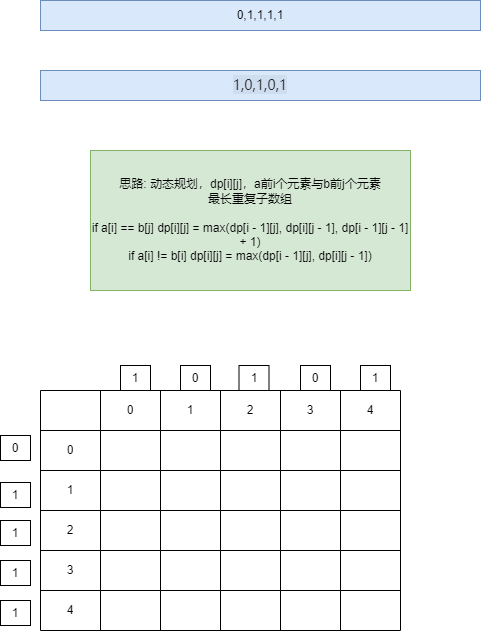 0,1,1,1,1
1,0,1,0,1
思路: 动态规划，dp[i][j]，a前i个元素与b前j个元素
最长重复子数组
if a[i] == b[j] dp[i][j] = max(dp[i - 1][j], dp[i][j - 1], dp[i - 1][j - 1]
+ 1)
if a[i] != b[i] dp[i][j] = max(dp[i - 1][j], dp[i][j - 1])
1 0 1 0 1
0 1 2 3 4
0 0
1 1
1 2
1 3
1 4